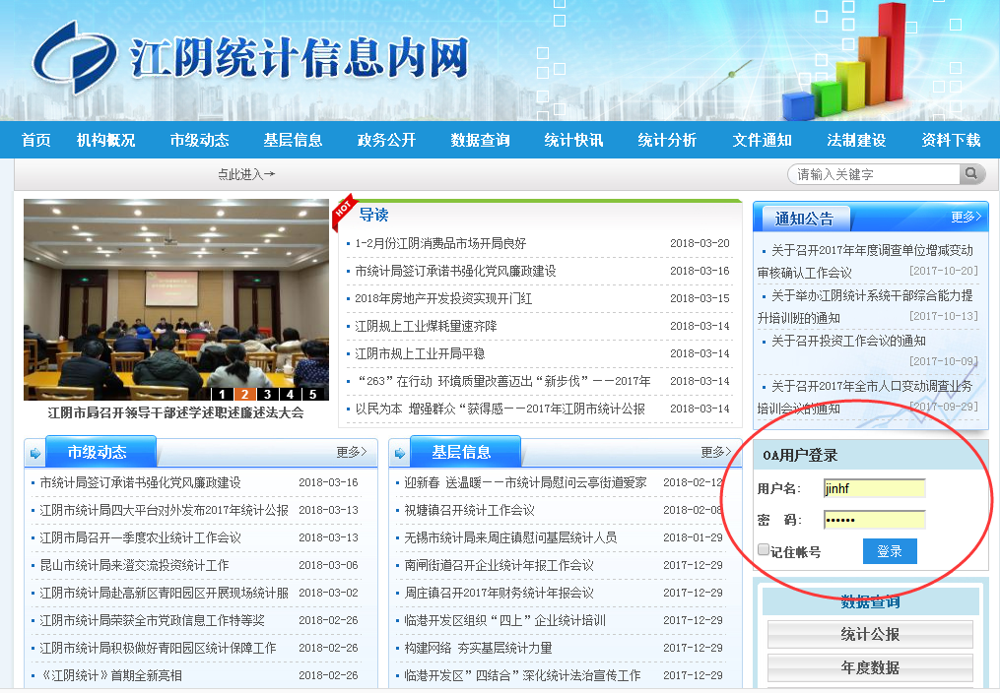 江阴统计信息内网
首页 机构概况 市级动态 基层信息 政务公开 数据查询 统计快讯 统计分析 文件通知 法制建设 资料下载
点此进入→
请输入关键字
1 2 3 4 5
江阴市局召开领导干部述学述职述廉述法大会
HOT
导读
1-2月份江阴消费品市场开局良好 2018-03-20
市统计局签订承诺书强化党风廉政建设 2018-03-16
2018年房地产开发投资实现开门红 2018-03-15
江阴规上工业煤耗量速齐降 2018-03-14
江阴市规上工业开局平稳 2018-03-14
“263”在行动 环境质量改善迈出“新步伐”——2017年 2018-03-14
以民为本 增强群众“获得感——2017年江阴市统计公报 2018-03-14
通知公告 更多>
关于召开2017年年度调查单位增减变动
审核确认工作会议 [2017-10-20]
关于举办江阴统计系统干部综合能力提
升培训班的通知 [2017-10-13]
关于召开投资工作会议的通知
[2017-10-09]
关于召开2017年全市人口变动调查业务
培训会议的通知 [2017-09-29]
市级动态 更多>
市统计局签订承诺书强化党风廉政建设 2018-03-16
江阴市统计局四大平台对外发布2017年统计公报 2018-03-13
江阴市局召开一季度农业统计工作会议 2018-03-13
昆山市统计局来澄交流投资统计工作 2018-03-06
江阴市统计局赴高新区青阳园区开展现场统计服 2018-03-02
江阴市统计局荣获全市党政信息工作特等奖 2018-02-26
江阴市统计局积极做好青阳园区统计保障工作 2018-02-26
《江阴统计》首期全新亮相 2018-02-26
基层信息 更多>
迎新春 送温暖——市统计局慰问云亭街道爱家 2018-02-12
祝塘镇召开统计工作会议 2018-02-08
无锡市统计局来周庄镇慰问基层统计人员 2018-01-29
南闸街道召开企业统计年报工作会议 2017-12-29
周庄镇召开2017年财务统计年报会议 2017-12-29
临港开发区组织“四上”企业统计培训 2017-12-29
构建网络 夯实基层统计力量 2017-12-29
临港开发区”四结合”深化统计法治宣传工作 2017-12-29
OA用户登录
用户名: jinhf
密 码: ••••••
记住帐号 登录
数据查询
统计公报
年度数据